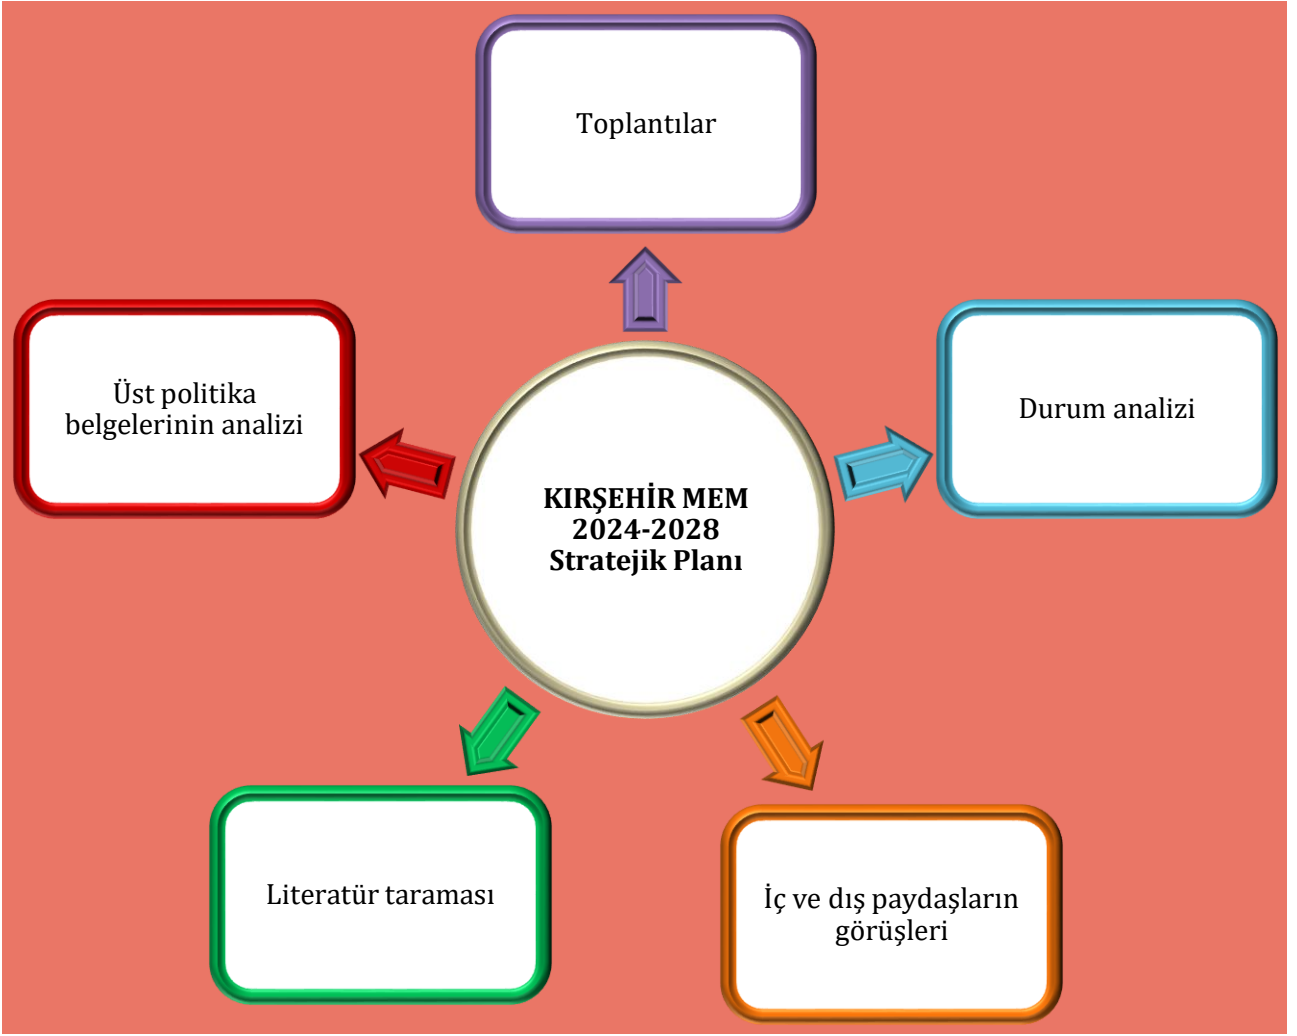 Toplantılar
Üst politika
belgelerinin analizi
Durum analizi
KIRŞEHİR MEM
2024-2028
Stratejik Planı
Literatür taraması
İç ve dış paydaşların
görüşleri